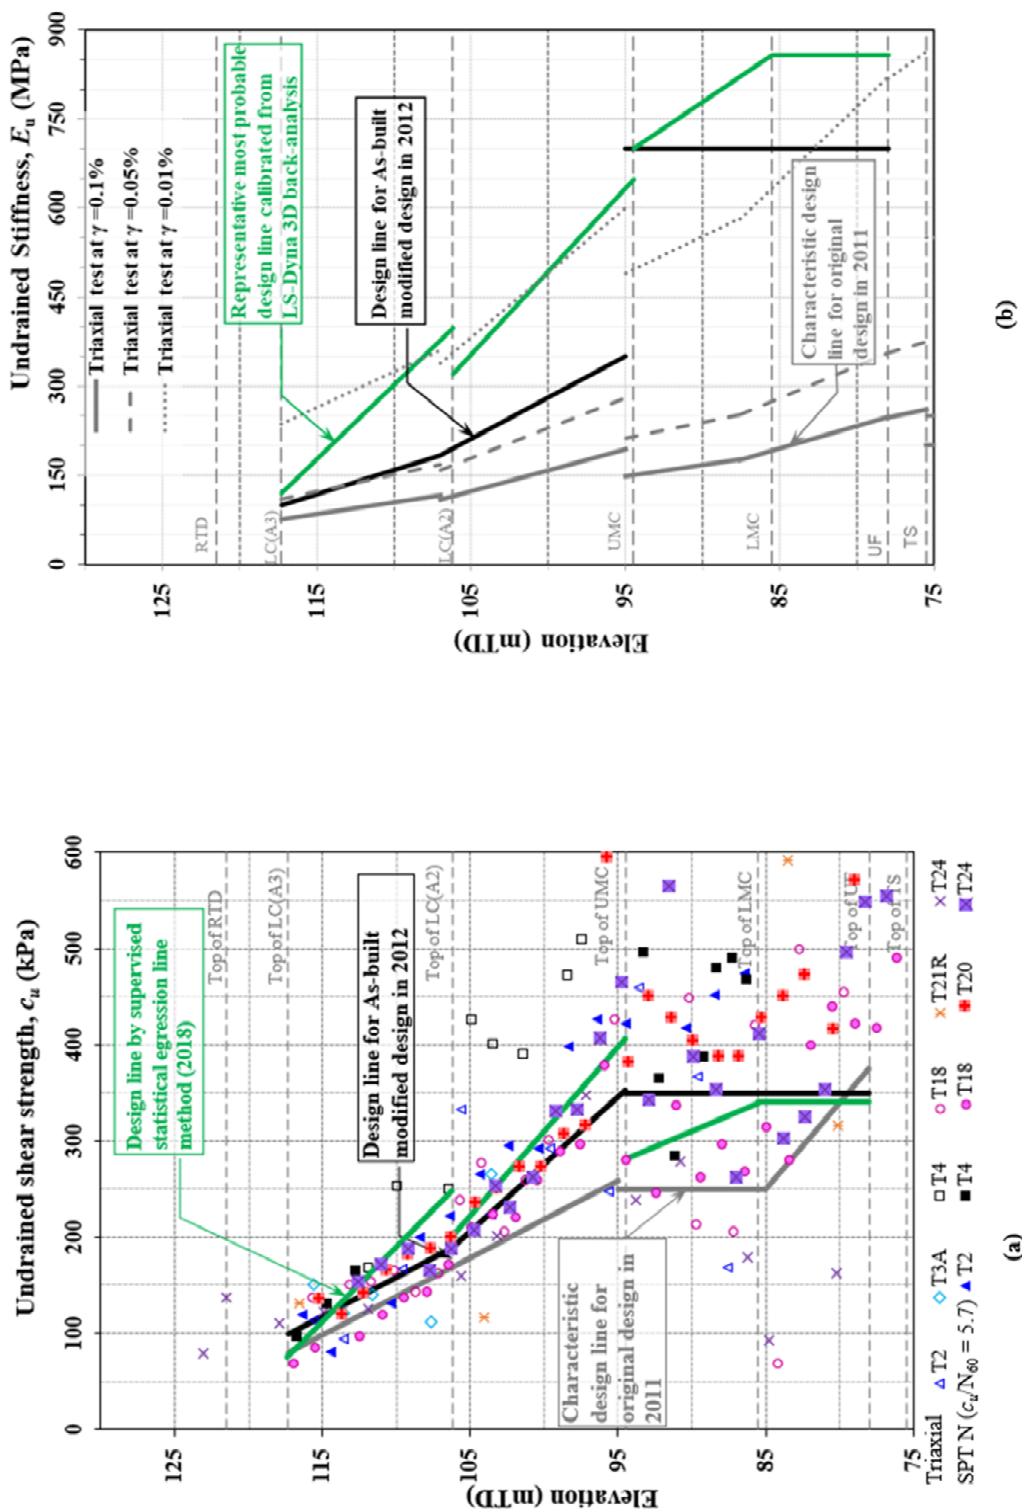 Undrained shear strength, cu (kPa)
0 100 200 300 400 500 600
Elevation (mTD)
125
115
105
95
85
75
Design line by supervised
statistical egression line
method (2018)
Design line for As-built
modified design in 2012
Characteristic
design line for
original design in
2011
Top of RTD
Top of LC(A3)
Top of LC(A2)
Top of UMC
Top of LMC
Top of UF
Top of TS
Triaxial T2 T3A T4 T18 T21R T24
SPT N (cu/N60 = 5.7) T2 T4 T18 T20 T24
(a)
Undrained Stiffness, Eu (MPa)
0 150 300 450 600 750 900
Elevation (mTD)
125
115
105
95
85
75
Triaxial test at γ=0.1%
Triaxial test at γ=0.05%
Triaxial test at γ=0.01%
Representative most probable
design line calibrated from
LS-Dyna 3D back-analysis
Design line for As-built
modified design in 2012
Characteristic design
line for original
design in 2011
RTD
LC(A3)
LC(A2)
UMC
LMC
UF
TS
(b)